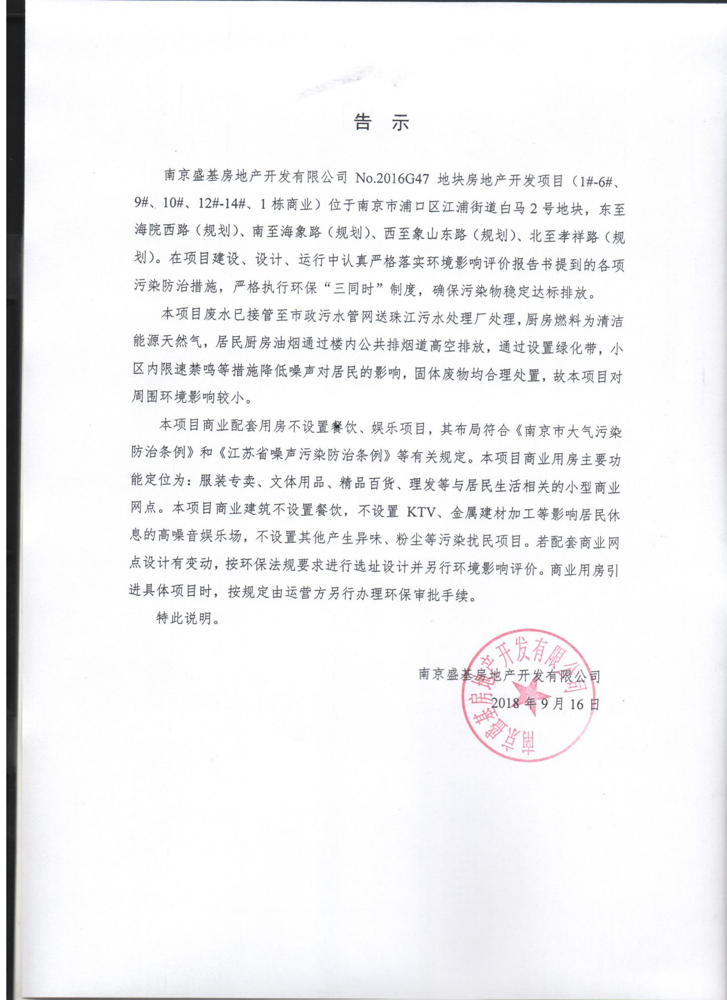 告 示
南京盛基房地产开发有限公司 No.2016G47 地块房地产开发项目（1#-6#、
9#、10#、12#-14#、1 栋商业）位于南京市浦口区江浦街道白马 2 号地块，东至
海院西路（规划）、南至海象路（规划）、西至象山东路（规划）、北至孝祥路（规
划）。在项目建设、设计、运行中认真严格落实环境影响评价报告书提到的各项
污染防治措施，严格执行环保“三同时”制度，确保污染物稳定达标排放。
本项目废水已接管至市政污水管网送珠江污水处理厂处理，厨房燃料为清洁
能源天然气，居民厨房油烟通过楼内公共排烟道高空排放，通过设置绿化带，小
区内限速禁鸣等措施降低噪声对居民的影响，固体废物均合理处置，故本项目对
周围环境影响较小。
本项目商业配套用房不设置餐饮、娱乐项目，其布局符合《南京市大气污染
防治条例》和《江苏省噪声污染防治条例》等有关规定。本项目商业用房主要功
能定位为：服装专卖、文体用品、精品百货、理发等与居民生活相关的小型商业
网点。本项目商业建筑不设置餐饮，不设置 KTV、金属建材加工等影响居民休
息的高噪音娱乐场，不设置其他产生异味、粉尘等污染扰民项目。若配套商业网
点设计有变动，按环保法规要求进行选址设计并另行环境影响评价。商业用房引
进具体项目时，按规定由运营方另行办理环保审批手续。
特此说明。
南京盛基房地产开发有限公司
2018 年 9 月 16 日
南京盛基房地产开发有限公司